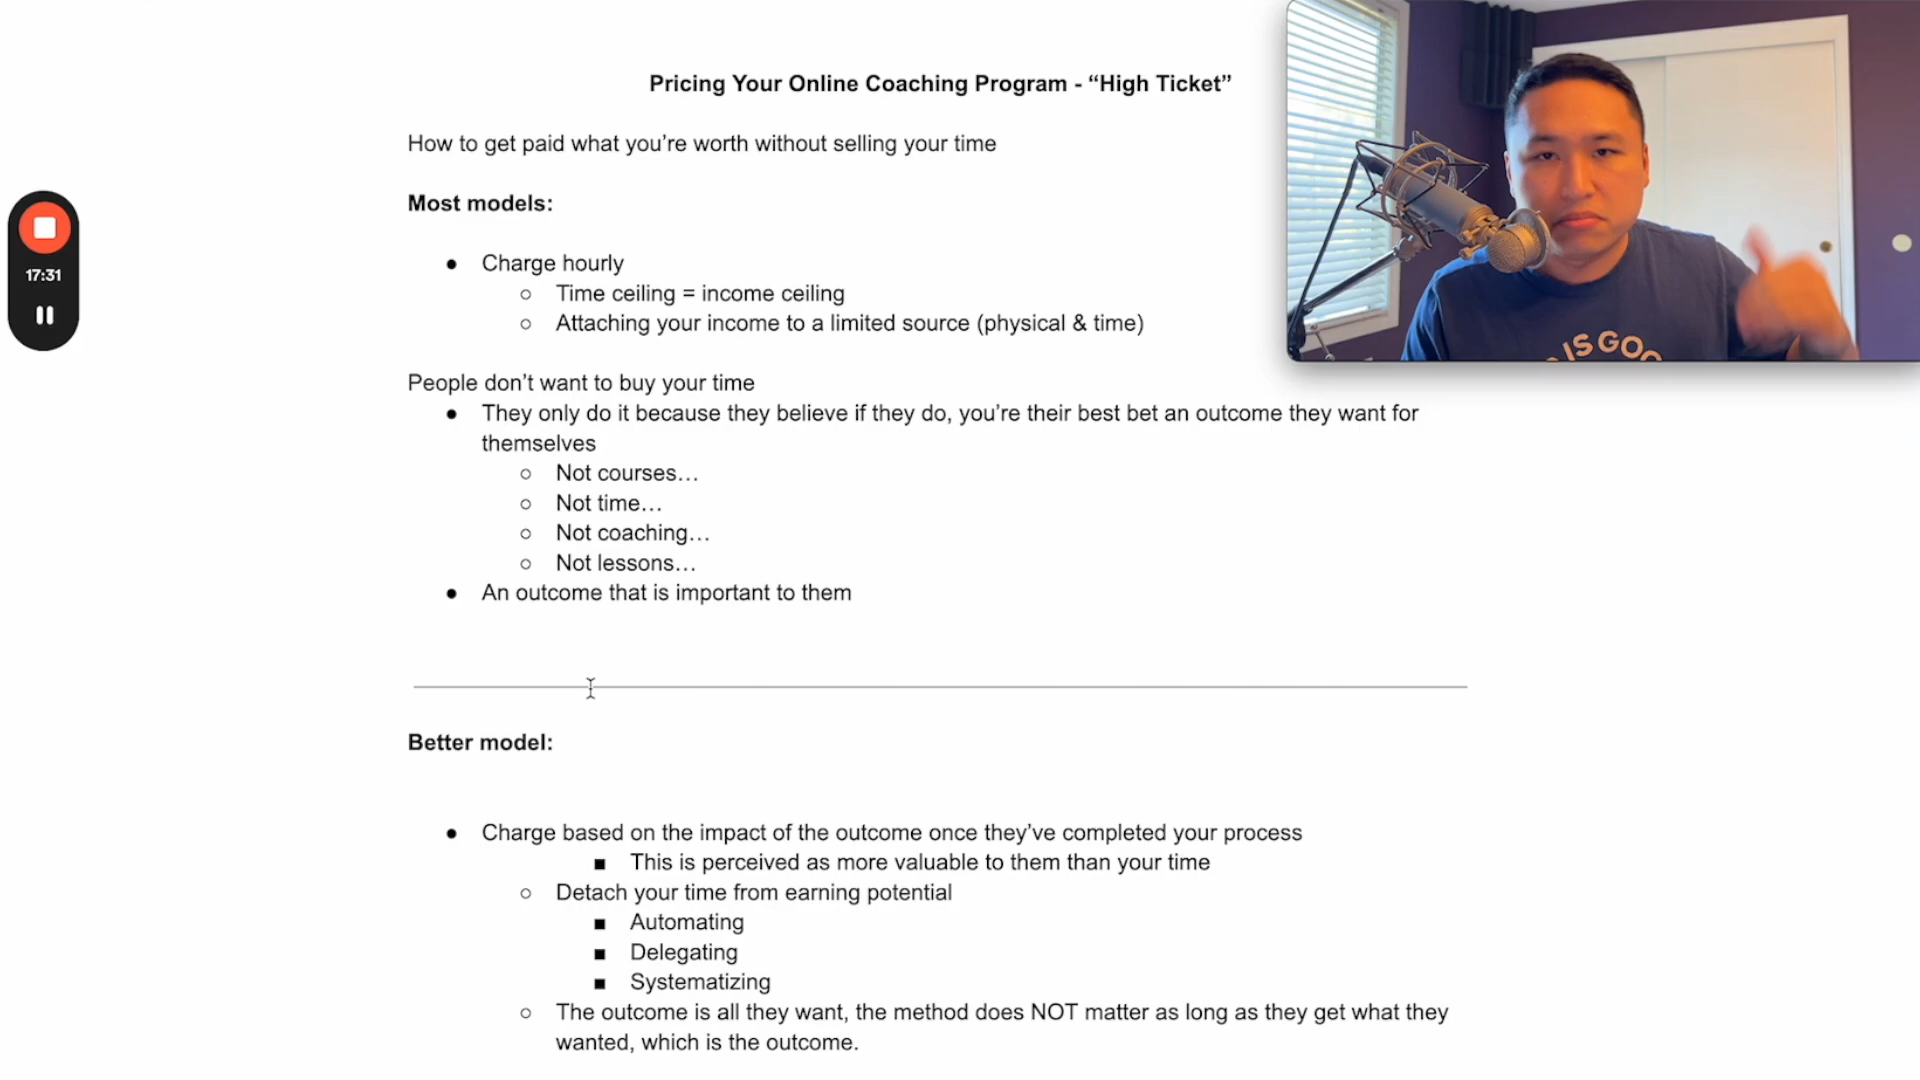 Pricing Your Online Coaching Program - “High Ticket”
How to get paid what you’re worth without selling your time
Most models:
● Charge hourly
○ Time ceiling = income ceiling
○ Attaching your income to a limited source (physical & time)
17:31
IS GOO
People don’t want to buy your time
● They only do it because they believe if they do, you’re their best bet an outcome they want for
themselves
○ Not courses…
○ Not time…
○ Not coaching…
○ Not lessons…
● An outcome that is important to them
Better model:
● Charge based on the impact of the outcome once they’ve completed your process
■ This is perceived as more valuable to them than your time
○ Detach your time from earning potential
■ Automating
■ Delegating
■ Systematizing
○ The outcome is all they want, the method does NOT matter as long as they get what they
wanted, which is the outcome.